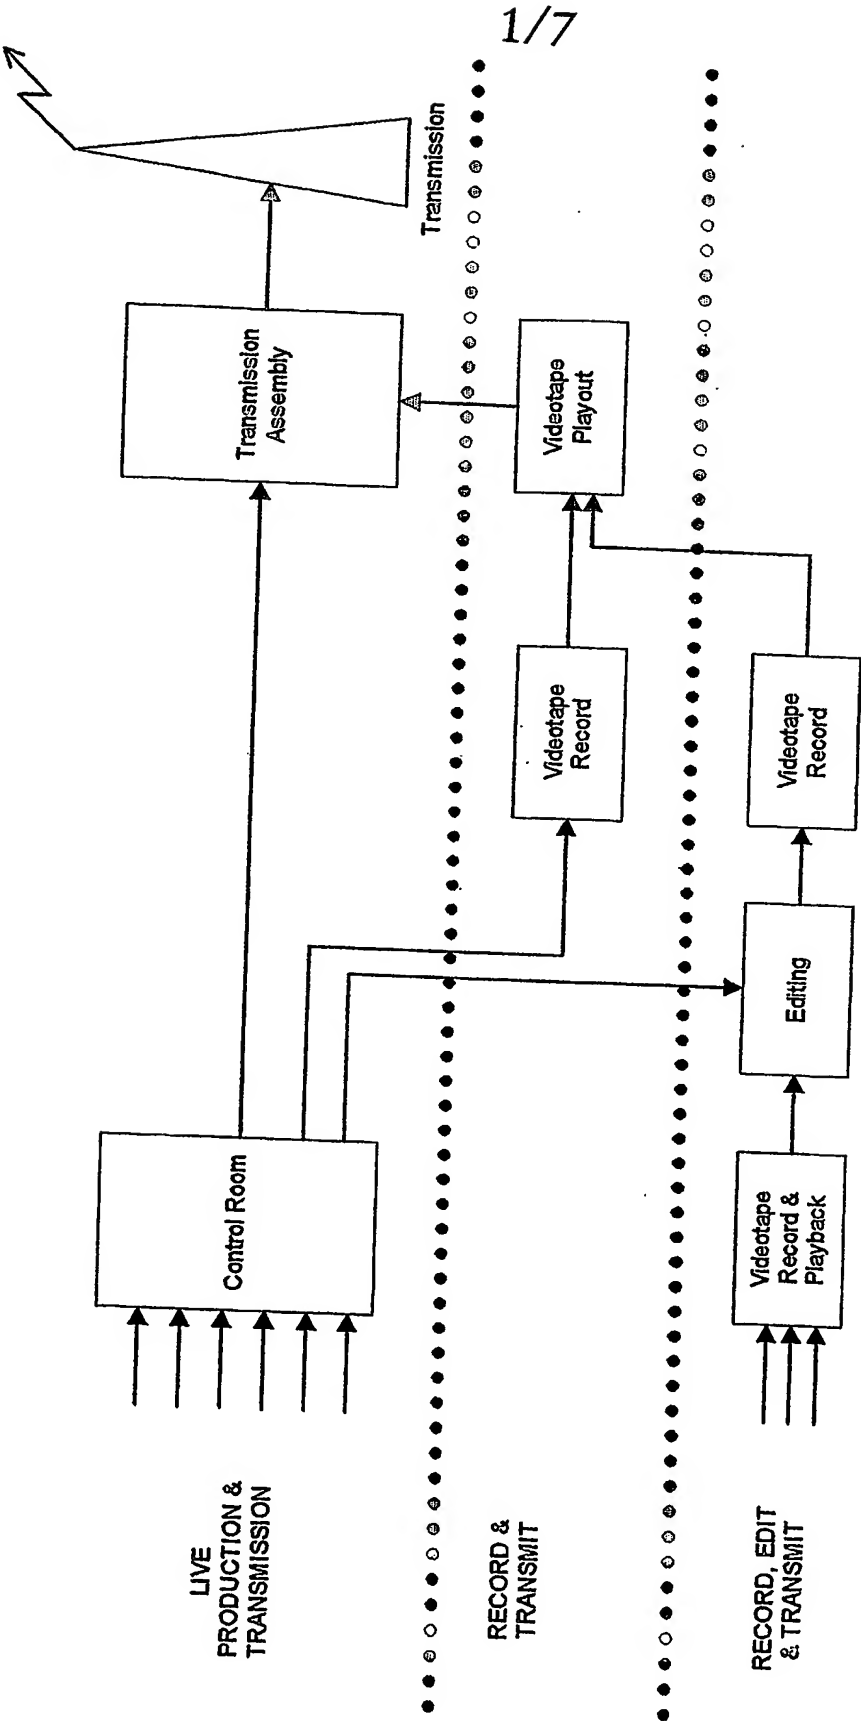 1/7
LIVE
PRODUCTION &
TRANSMISSION
Control Room
Transmission
Assembly
Transmission
RECORD &
TRANSMIT
Videotape
Record
Videotape
Playout
RECORD, EDIT
& TRANSMIT
Videotape
Record &
Playback
Editing
Videotape
Record